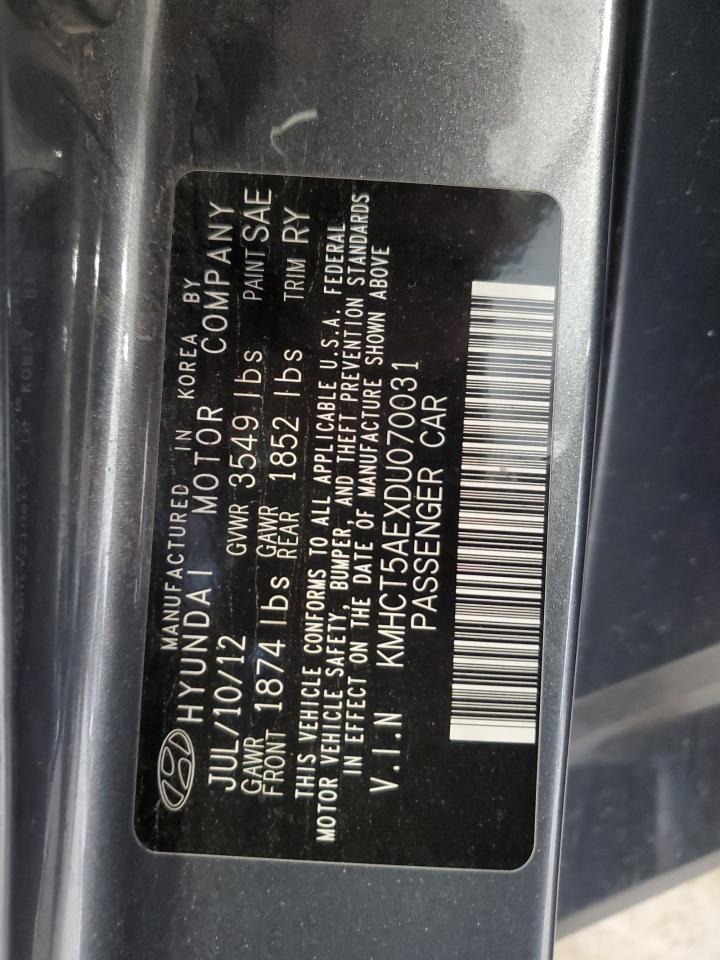 MANUFACTURED IN KOREA BY
HYUNDAI MOTOR COMPANY
JUL/10/12 GVWR 3549 lbs PAINT SAE
GAWR FRONT 1874 lbs GAWR REAR 1852 lbs TRIM RY
THIS VEHICLE CONFORMS TO ALL APPLICABLE U.S.A. FEDERAL
MOTOR VEHICLE SAFETY, BUMPER, AND THEFT PREVENTION STANDARDS
IN EFFECT ON THE DATE OF MANUFACTURE SHOWN ABOVE
V.I.N KMHCT5AEXDU070031
PASSENGER CAR